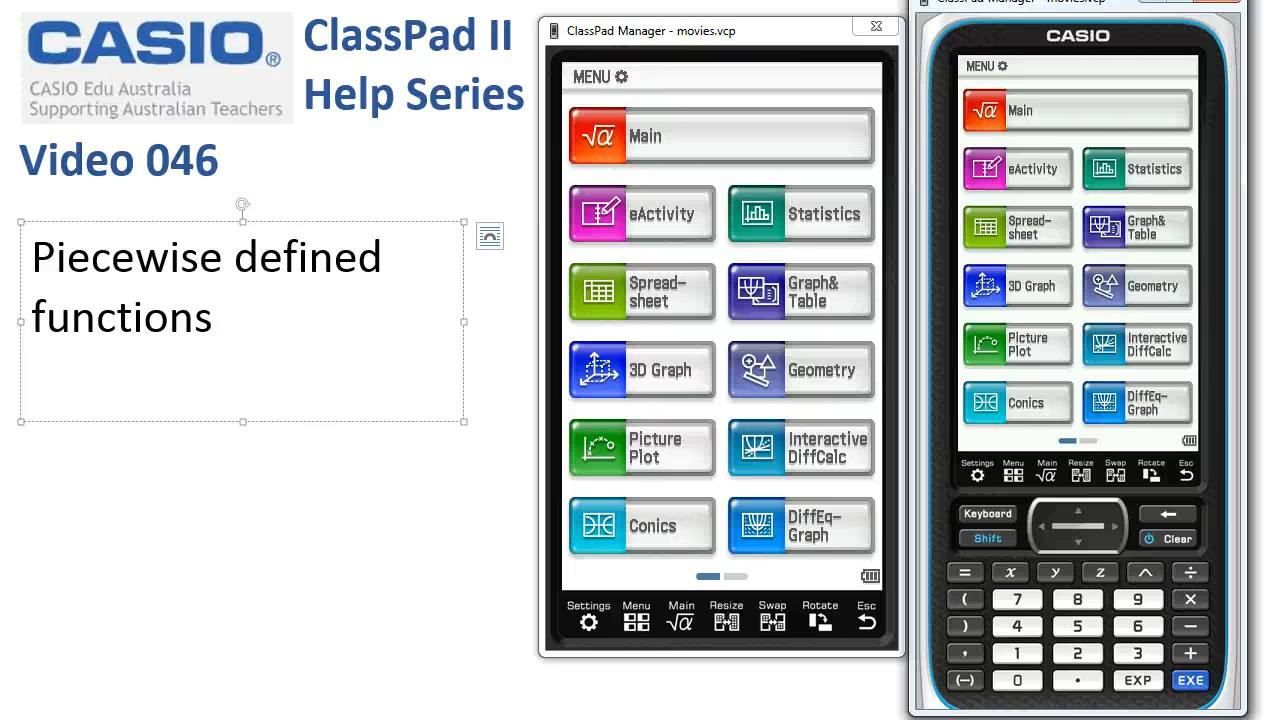 CASIO®
CASIO Edu Australia
Supporting Australian Teachers
ClassPad II
Help Series
Video 046
Piecewise defined
functions
ClassPad Manager - movies.vcp
MENU
Main
eActivity
Statistics
Spread-
sheet
Graph&
Table
3D Graph
Geometry
Picture
Plot
Interactive
DiffCalc
Conics
DiffEq-
Graph
Settings Menu Main Resize Swap Rotate Esc
ClassPad Manager - movies.vcp
CASIO
MENU
Main
eActivity
Statistics
Spread-
sheet
Graph&
Table
3D Graph
Geometry
Picture
Plot
Interactive
DiffCalc
Conics
DiffEq-
Graph
Settings Menu Main Resize Swap Rotate Esc
Keyboard
Shift
Clear
= x y z ^ ÷
( 7 8 9 ×
) 4 5 6 −
, 1 2 3 +
(−) 0 · EXP EXE